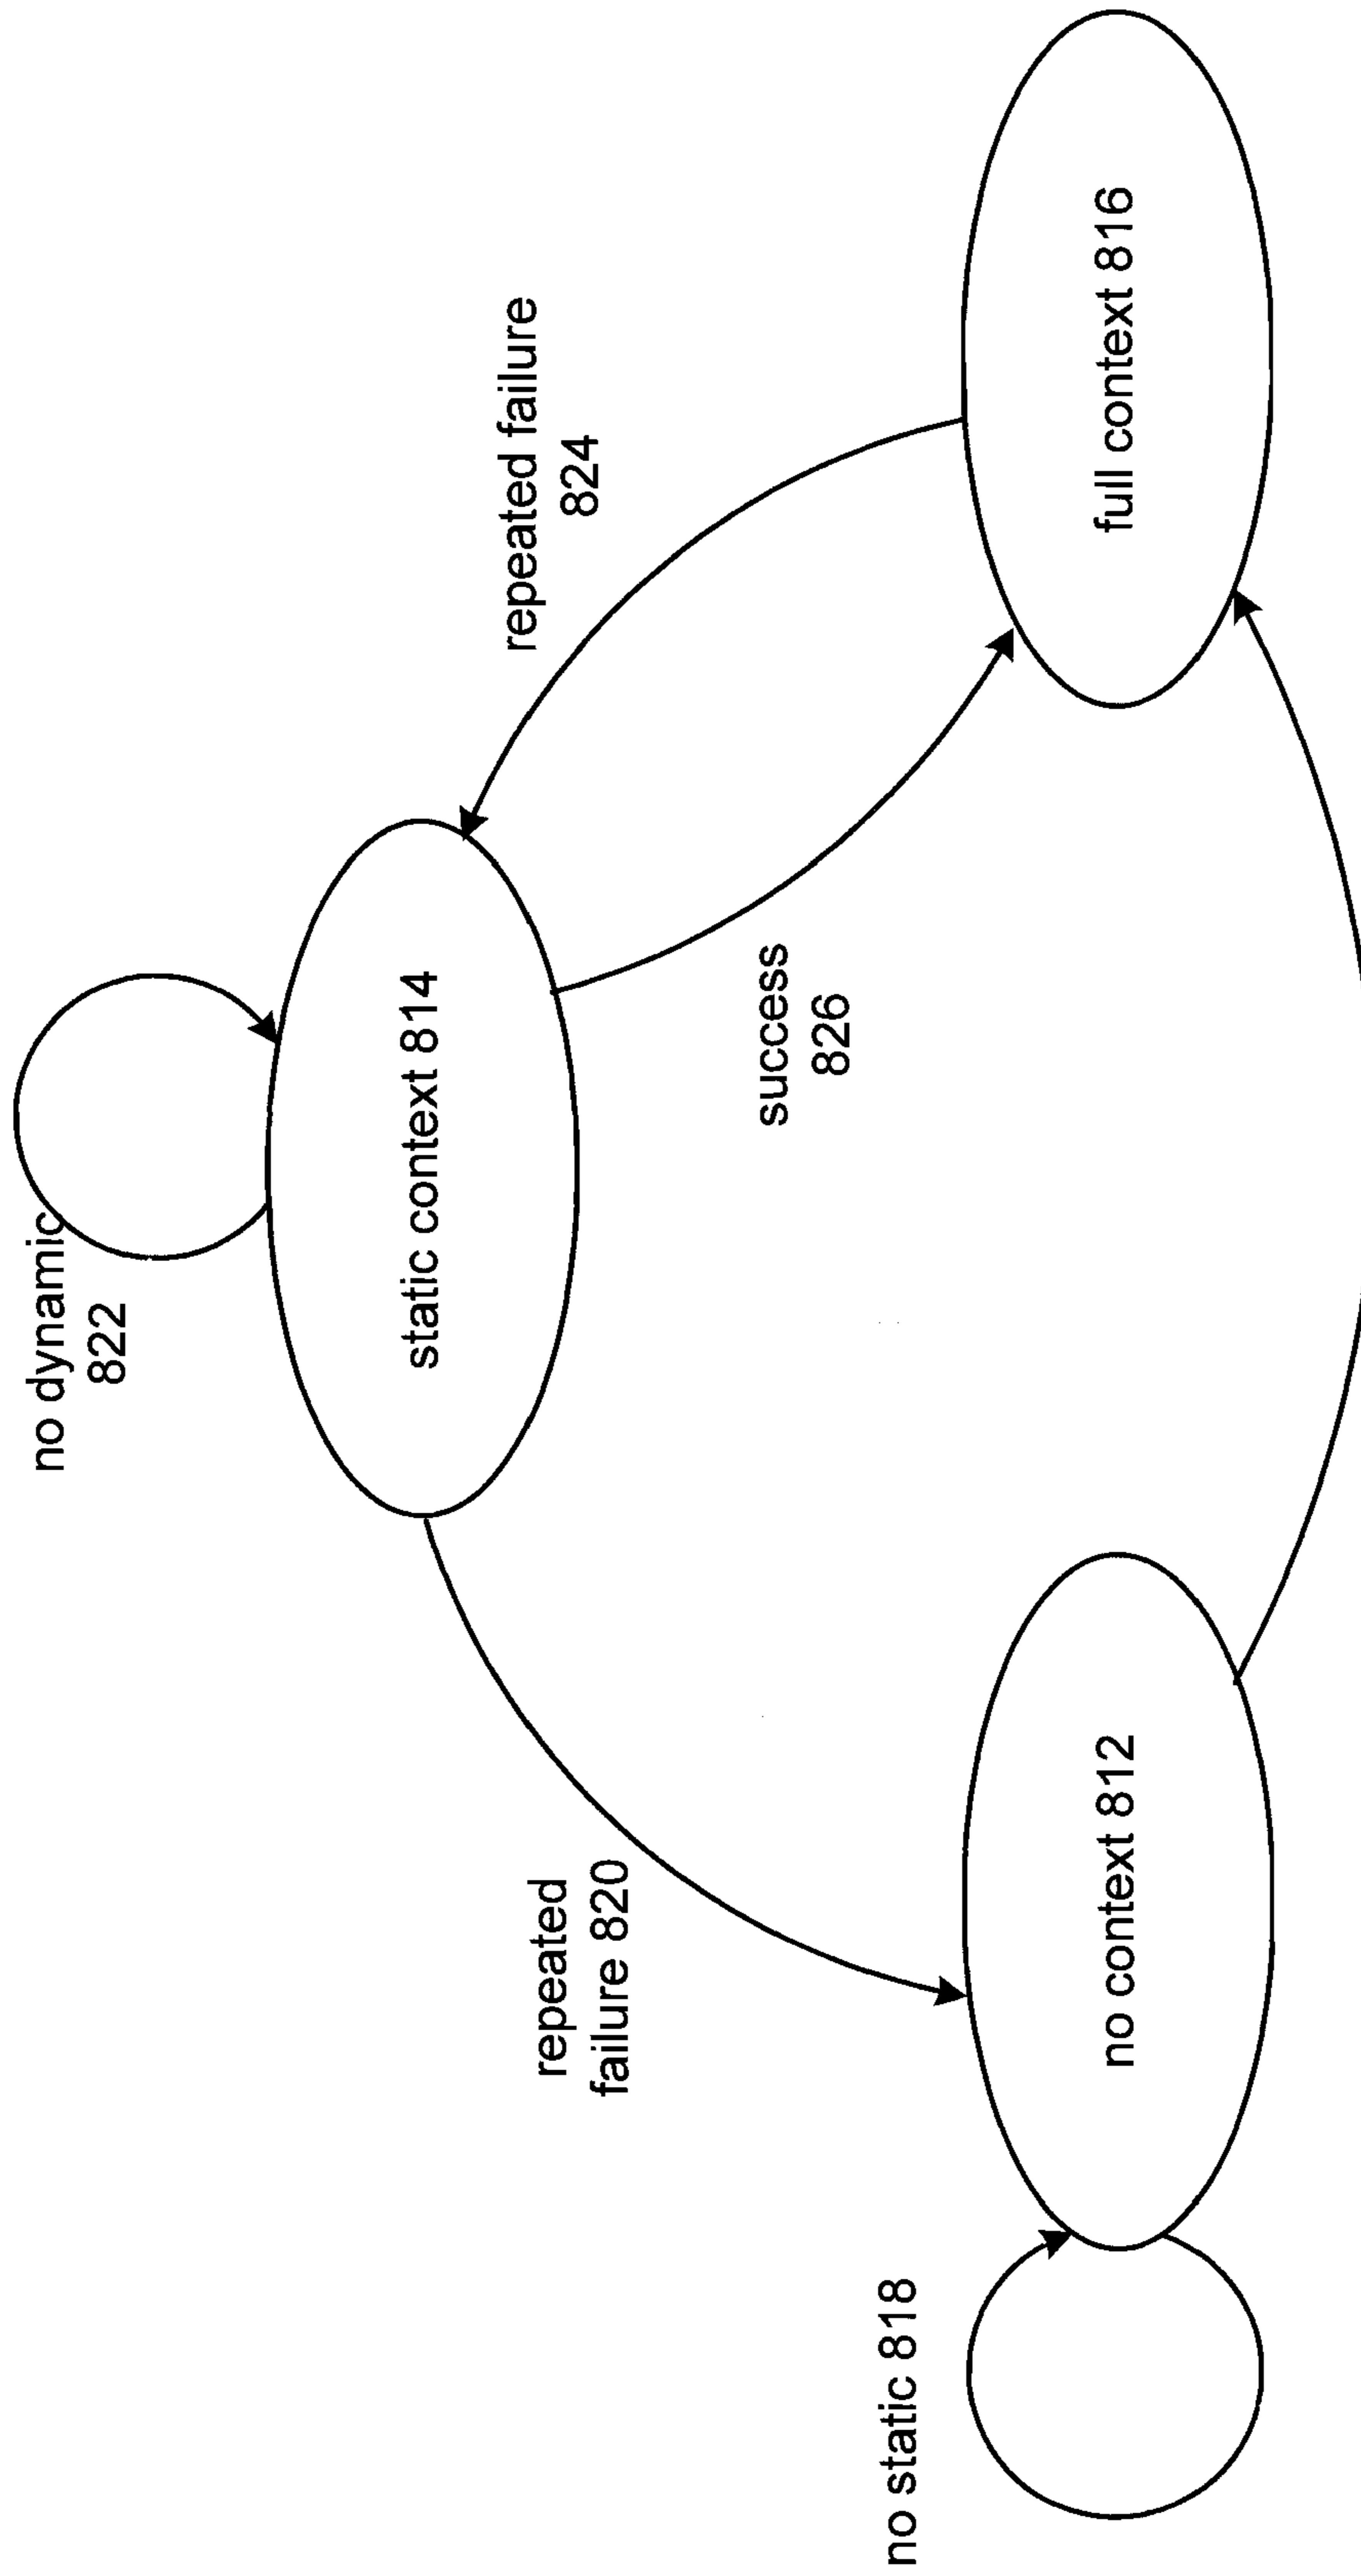 no dynamic
822
static context 814
repeated failure
824
success
826
repeated
failure 820
no static 818
no context 812
full context 816